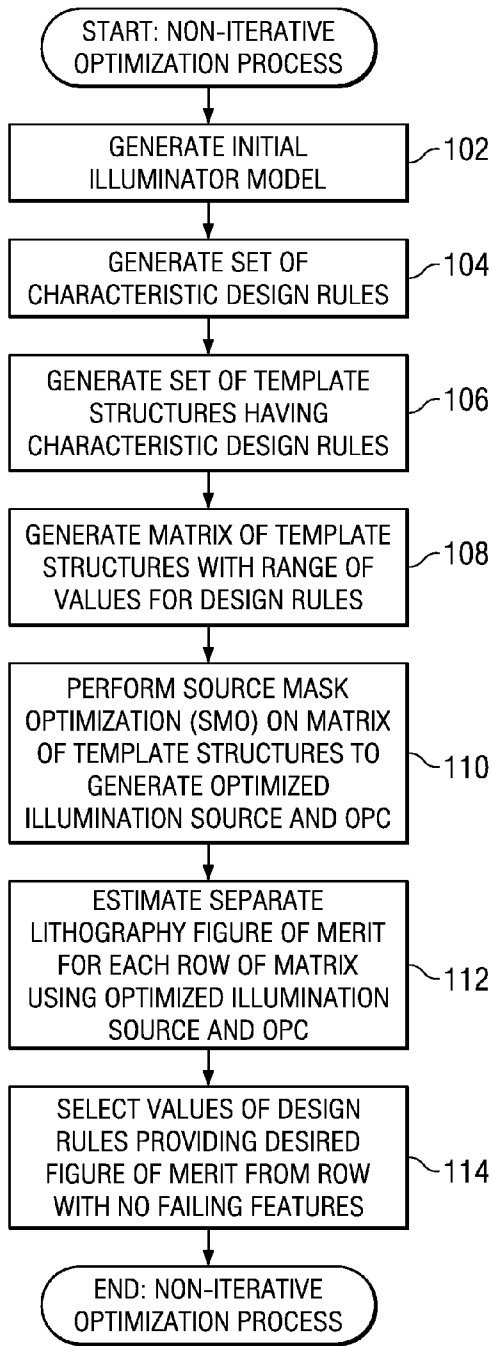 START: NON-ITERATIVE
OPTIMIZATION PROCESS
GENERATE INITIAL
ILLUMINATOR MODEL
102
GENERATE SET OF
CHARACTERISTIC DESIGN RULES
104
GENERATE SET OF TEMPLATE
STRUCTURES HAVING
CHARACTERISTIC DESIGN RULES
106
GENERATE MATRIX OF TEMPLATE
STRUCTURES WITH RANGE OF
VALUES FOR DESIGN RULES
108
PERFORM SOURCE MASK
OPTIMIZATION (SMO) ON MATRIX
OF TEMPLATE STRUCTURES TO
GENERATE OPTIMIZED
ILLUMINATION SOURCE AND OPC
110
ESTIMATE SEPARATE
LITHOGRAPHY FIGURE OF MERIT
FOR EACH ROW OF MATRIX
USING OPTIMIZED ILLUMINATION
SOURCE AND OPC
112
SELECT VALUES OF DESIGN
RULES PROVIDING DESIRED
FIGURE OF MERIT FROM ROW
WITH NO FAILING FEATURES
114
END: NON-ITERATIVE
OPTIMIZATION PROCESS